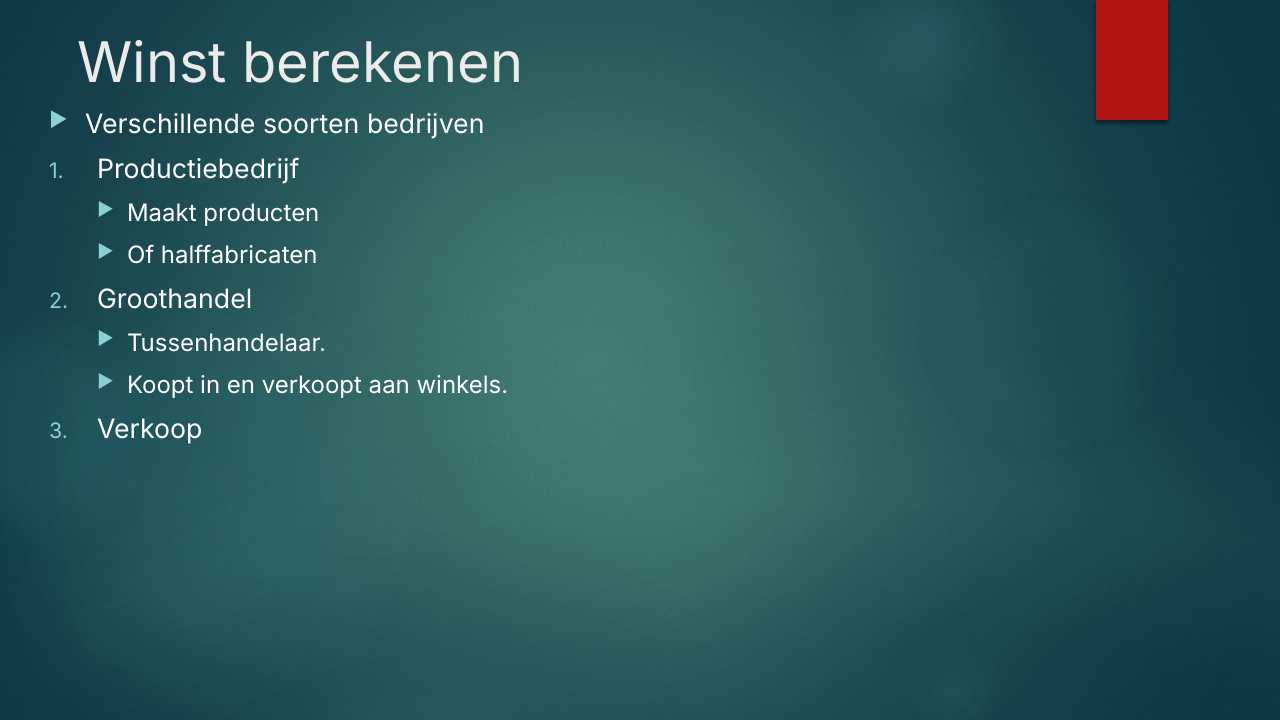 Winst berekenen
Verschillende soorten bedrijven
1. Productiebedrijf
Maakt producten
Of halffabricaten
2. Groothandel
Tussenhandelaar.
Koopt in en verkoopt aan winkels.
3. Verkoop